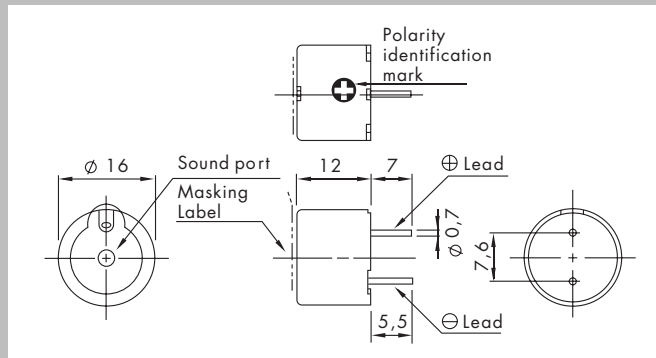 Polarity
identification
mark
ϕ 16
Sound port
12
7
⊕ Lead
Masking
Label
ϕ 0,7
7,6
5,5
⊖ Lead